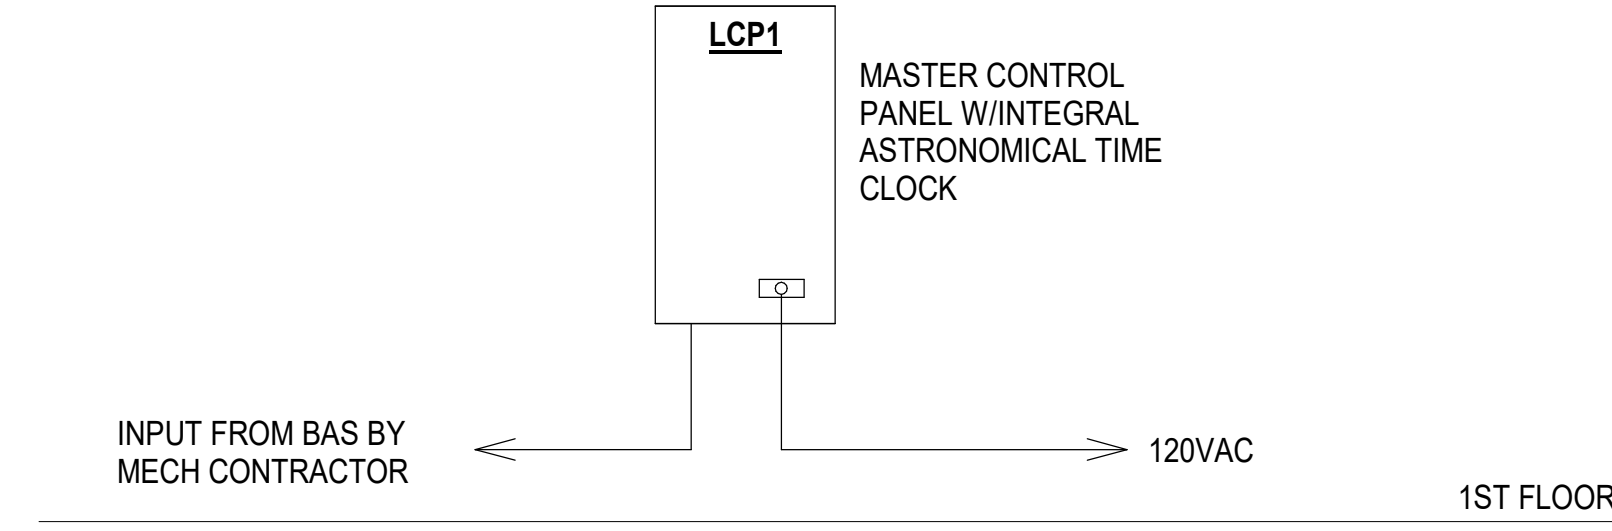 LCP1
MASTER CONTROL
PANEL W/INTEGRAL
ASTRONOMICAL TIME
CLOCK
INPUT FROM BAS BY
MECH CONTRACTOR
120VAC
1ST FLOOR